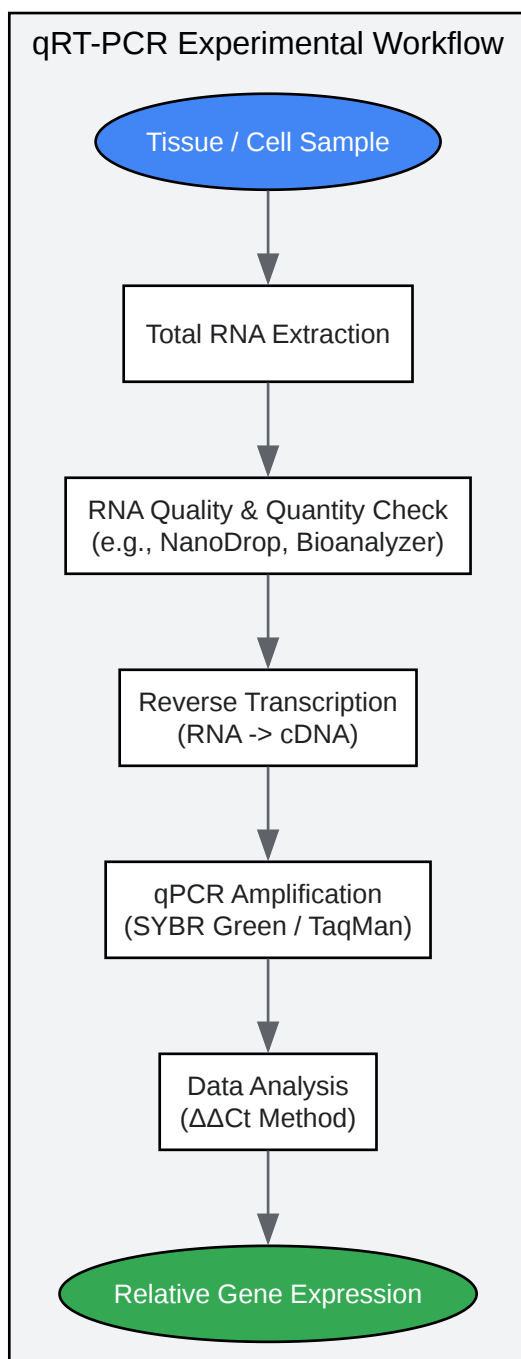 qRT-PCR Experimental Workflow
Tissue / Cell Sample
Total RNA Extraction
RNA Quality & Quantity Check
(e.g., NanoDrop, Bioanalyzer)
Reverse Transcription
(RNA -> cDNA)
qPCR Amplification
(SYBR Green / TaqMan)
Data Analysis
(ΔΔCt Method)
Relative Gene Expression